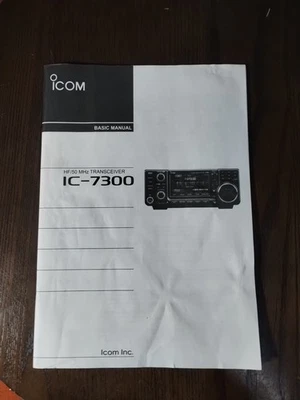 ICOM
BASIC MANUAL
HF/50 MHz TRANSCEIVER
IC-7300
Icom Inc.